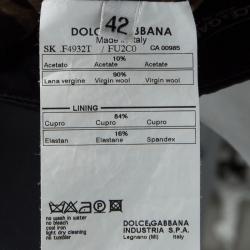 42
DOLCE&GABBANA
Made in Italy
SK .F4932T / FU2C0 CA 00985
10%
Acetato Acetate Acetate
90%
Lana vergine Virgin wool Virgin wool
LINING
84%
Cupro Cupro Cupro
16%
Elastan Elastane Spandex
no wash in water
no bleach
cool iron
light dry cleaning
no tumbler
DOLCE&GABBANA
INDUSTRIA S.P.A.
Legnano (MI) Italy